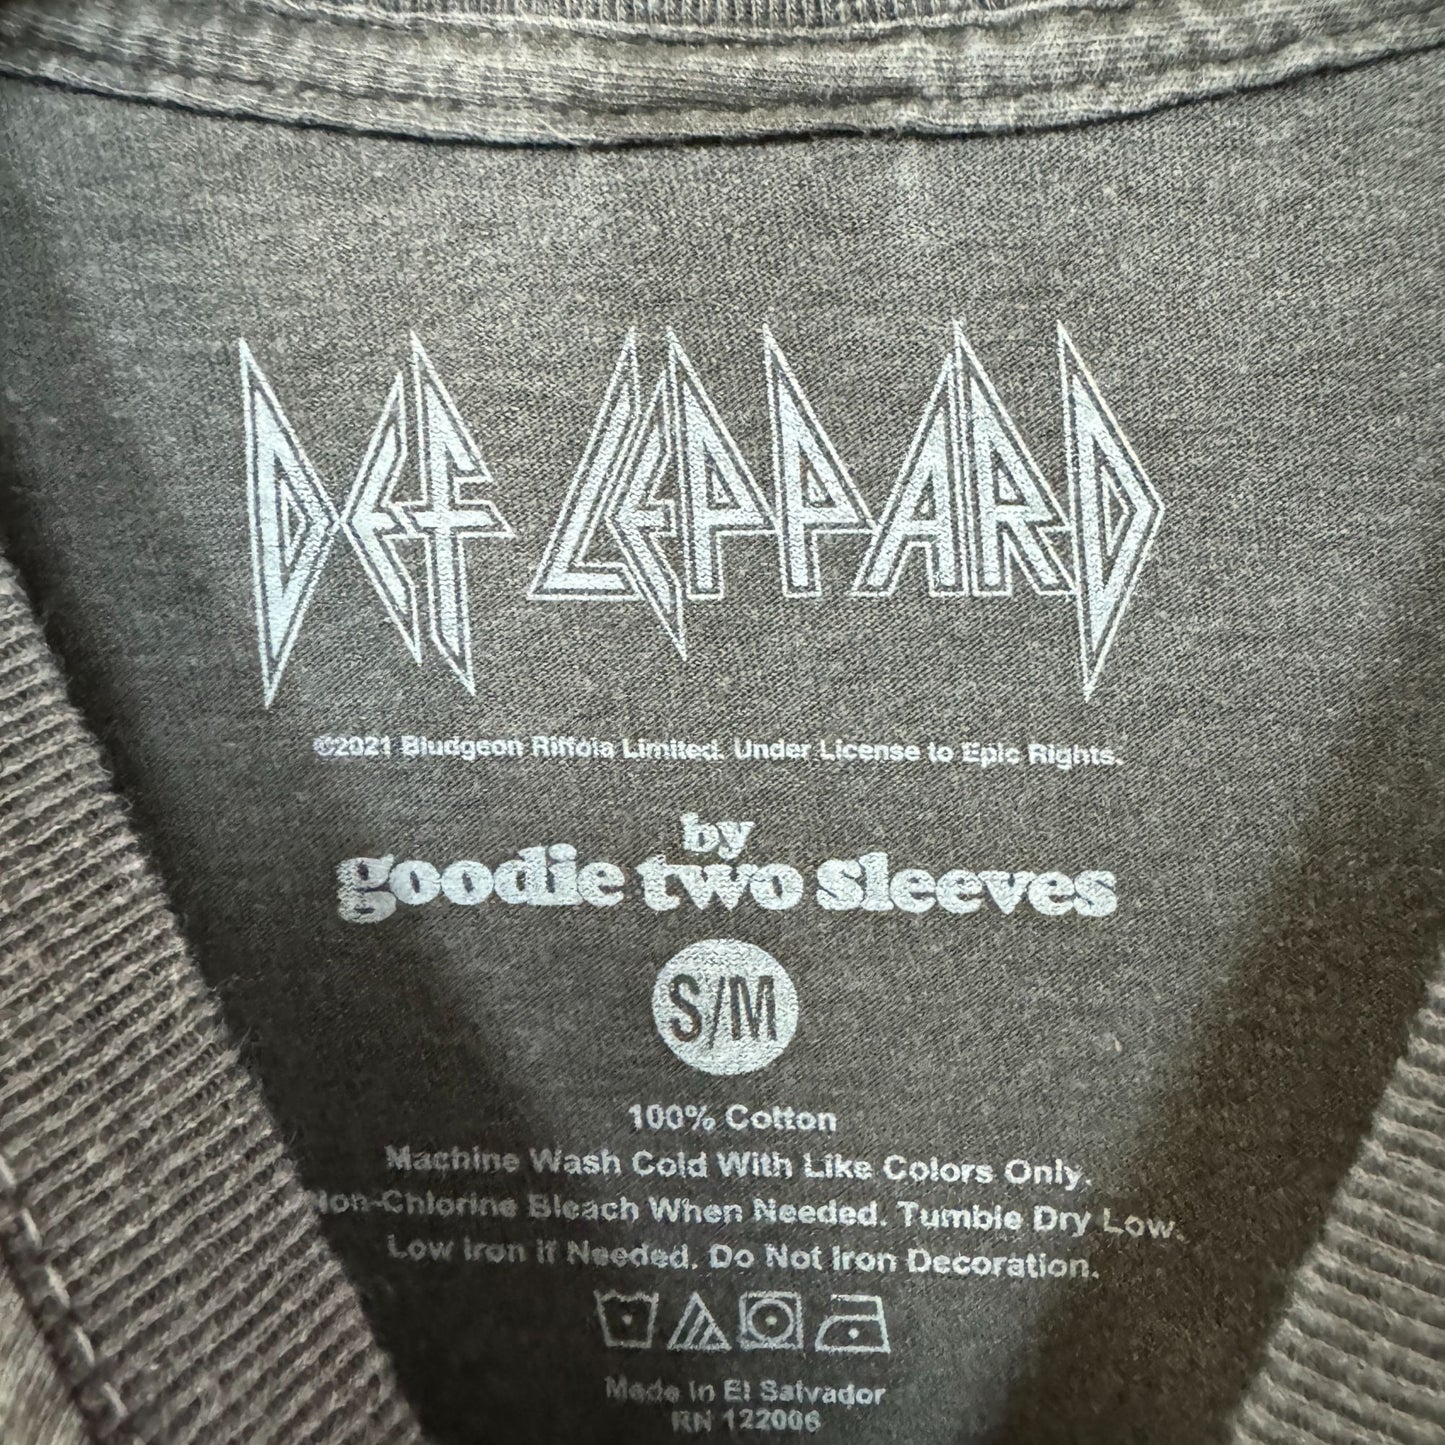 DEF LEPPARD
©2021 Bludgeon Riffola Limited. Under License to Epic Rights.
by
goodie two sleeves
S/M
100% Cotton
Machine Wash Cold With Like Colors Only.
Non-Chlorine Bleach When Needed. Tumble Dry Low.
Low Iron if Needed. Do Not Iron Decoration.
Made In El Salvador
RN 122006